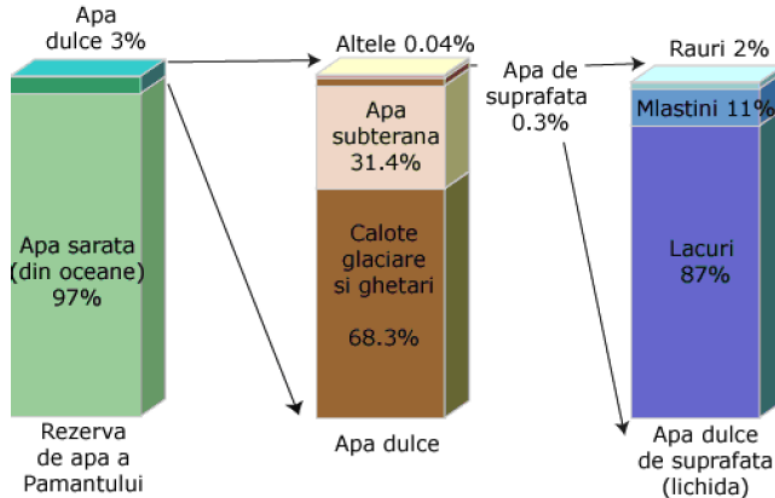 Apa
dulce 3%
Apa sarata
(din oceane)
97%
Rezerva
de apa a
Pamantului
Altele 0.04%
Apa
subterana
31.4%
Calote
glaciare
si ghetari
68.3%
Apa dulce
Apa de
suprafata
0.3%
Rauri 2%
Mlastini 11%
Lacuri
87%
Apa dulce
de suprafata
(lichida)